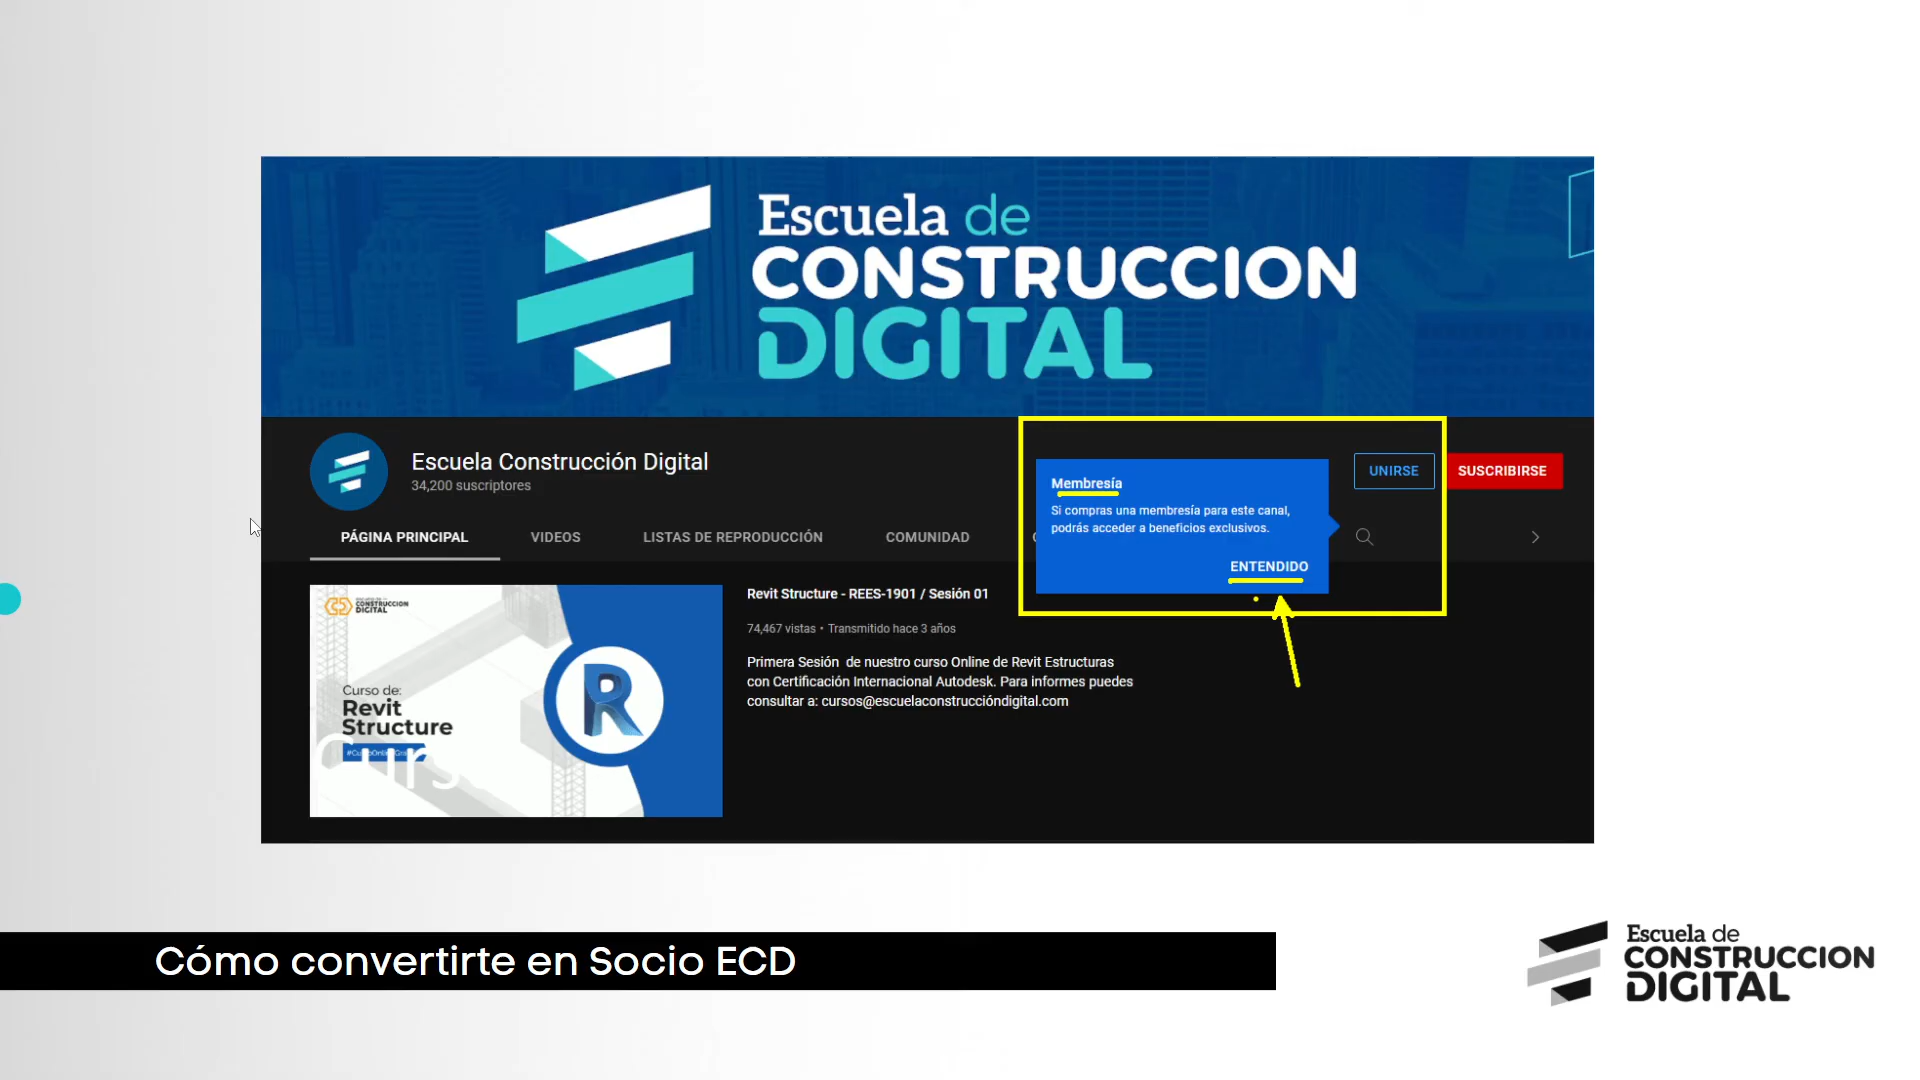 Escuela de
CONSTRUCCION
DIGITAL
Escuela Construcción Digital
34,200 suscriptores
UNIRSE
SUSCRIBIRSE
Membresía
Si compras una membresía para este canal,
podrás acceder a beneficios exclusivos.
ENTENDIDO
PÁGINA PRINCIPAL
VIDEOS
LISTAS DE REPRODUCCIÓN
COMUNIDAD
CONSTRUCCION
DIGITAL
Curso de:
Revit
Structure
Revit Structure - REES-1901 / Sesión 01
74,467 vistas • Transmitido hace 3 años
Primera Sesión de nuestro curso Online de Revit Estructuras
con Certificación Internacional Autodesk. Para informes puedes
consultar a: cursos@escuelaconstruccióndigital.com
Cómo convertirte en Socio ECD
Escuela de
CONSTRUCCION
DIGITAL